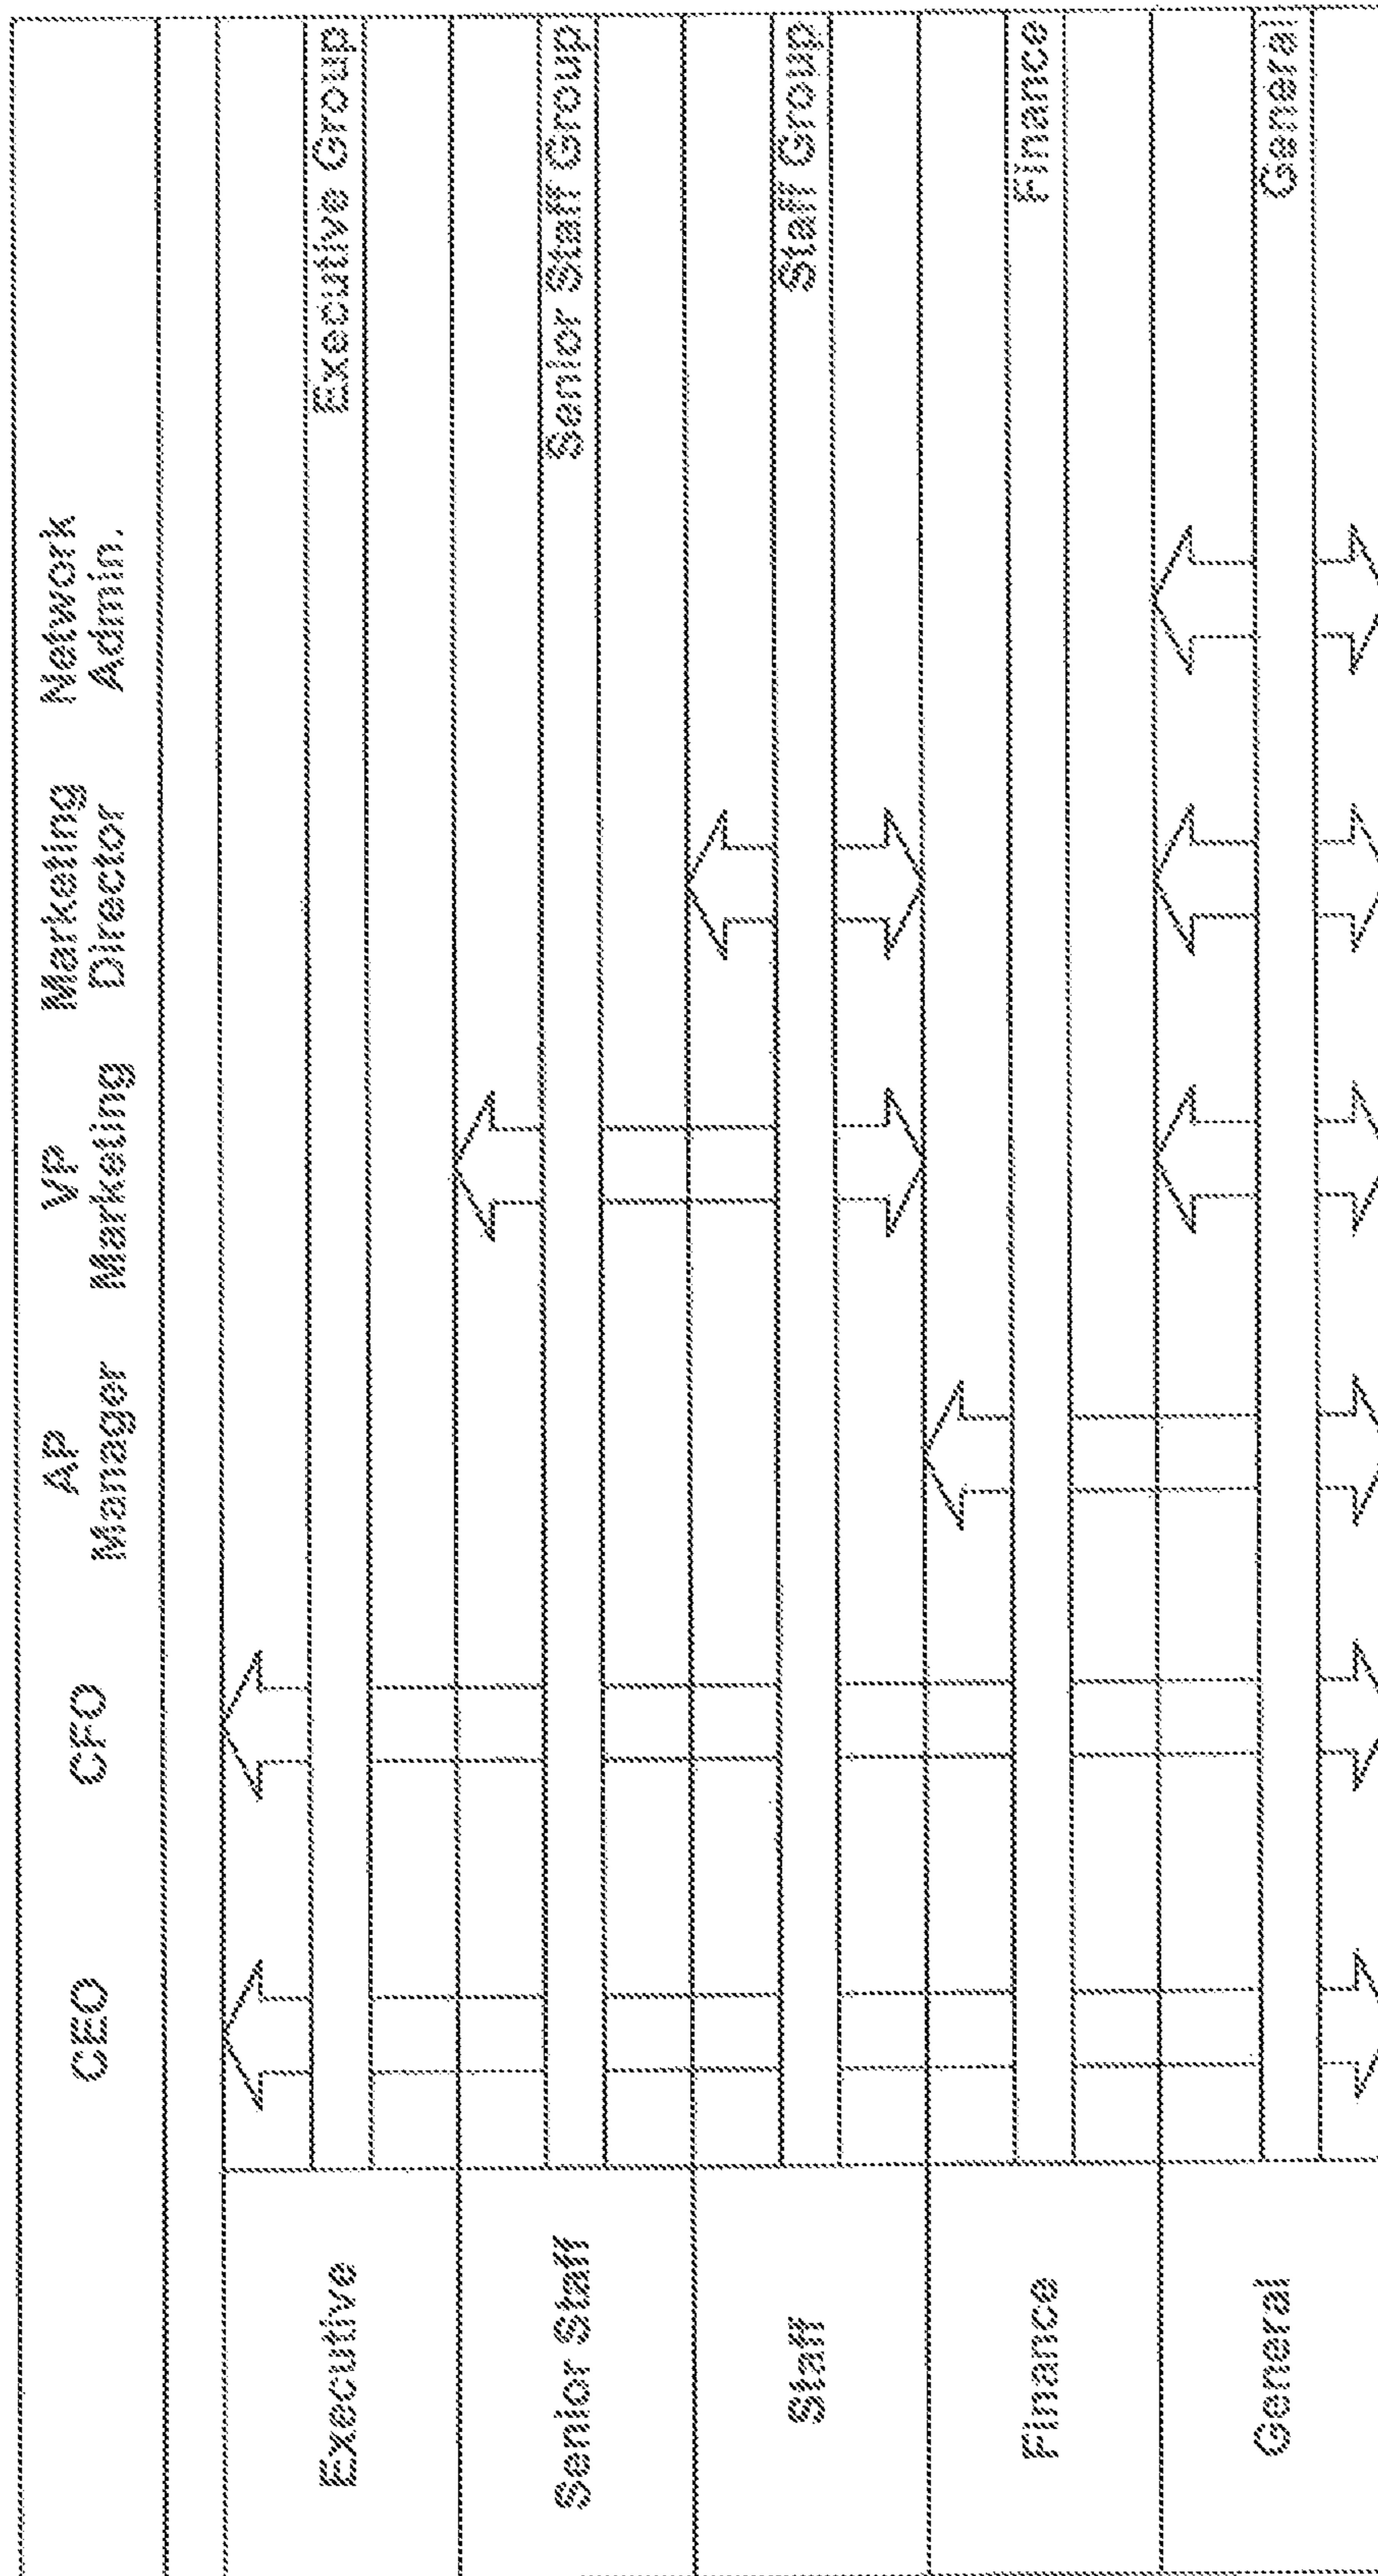 CEO
CFO
AP
Manager
VP
Marketing
Marketing
Director
Network
Admin.
Executive
Executive Group
Senior Staff
Senior Staff Group
Staff
Staff Group
Finance
Finance
General
General